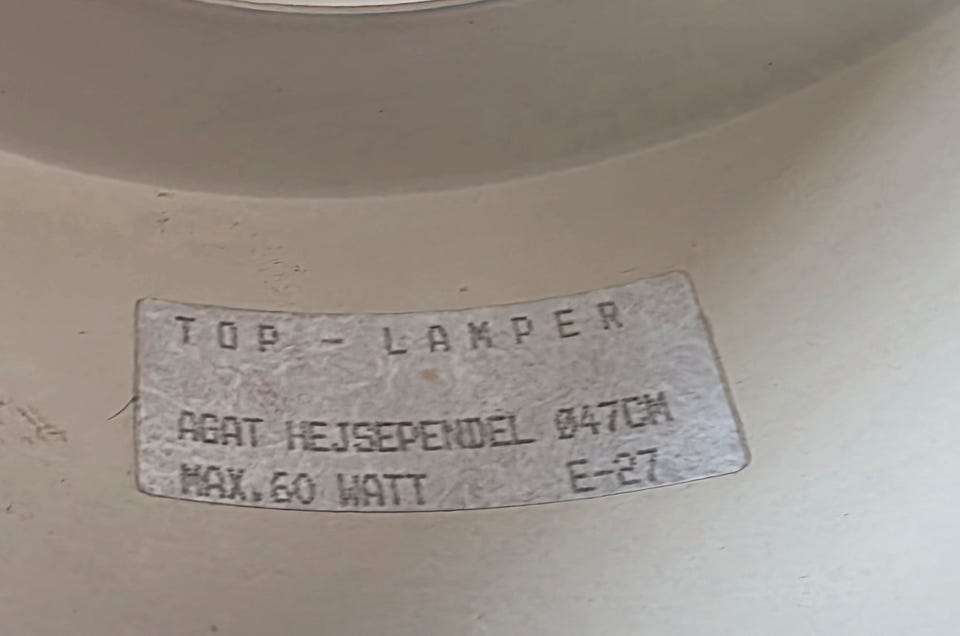 TOP - LAMPER
AGAT HEJSEPENDEL Ø47CM
MAX.60 WATT E-27